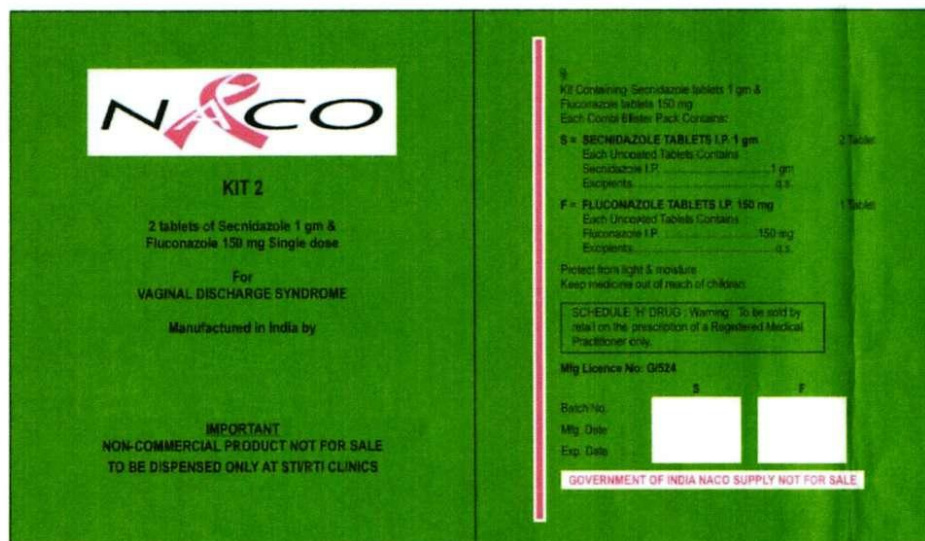 NACO
KIT 2
2 tablets of Secnidazole 1 gm &
Fluconazole 150 mg Single dose
For
VAGINAL DISCHARGE SYNDROME
Manufactured in India by
IMPORTANT
NON-COMMERCIAL PRODUCT NOT FOR SALE
TO BE DISPENSED ONLY AT STI/RTI CLINICS
Kit Containing Secnidazole tablets 1 gm &
Fluconazole tablets 150 mg
Each Combi Blister Pack Contains:
S = SECNIDAZOLE TABLETS I.P. 1 gm 2 Tablet
Each Uncoated Tablets Contains
Secnidazole I.P. ........................1 gm
Excipients................................q.s.
F = FLUCONAZOLE TABLETS I.P. 150 mg 1 Tablet
Each Uncoated Tablets Contains
Fluconazole I.P. .....................150 mg
Excipients................................q.s.
Protect from light & moisture
Keep medicine out of reach of children
SCHEDULE 'H' DRUG : Warning : To be sold by
retail on the prescription of a Registered Medical
Practitioner only.
Mfg Licence No: G/524
S F
Batch No.
Mfg. Date
Exp. Date
GOVERNMENT OF INDIA NACO SUPPLY NOT FOR SALE